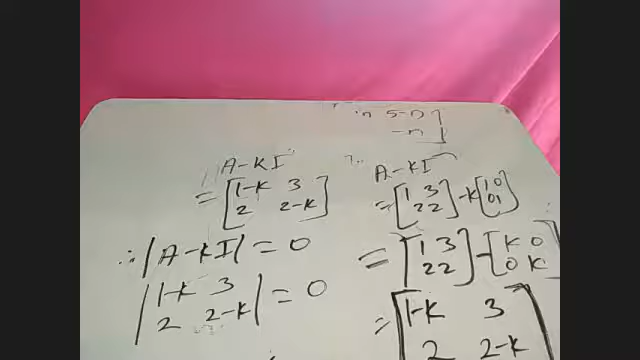 A-KI
= [1-K 3
2 2-K]
∴ |A-KI| = 0
|1-K 3
2 2-K| = 0
A-KI
= [1 3
2 2] - K [1 0
0 1]
= [1 3
2 2] - [K 0
0 K]
= [1-K 3
2 2-K]